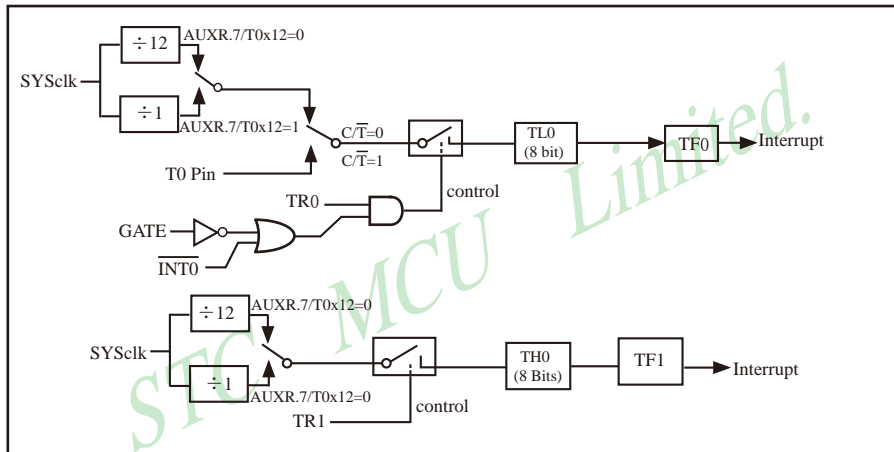 ÷12
AUXR.7/T0x12=0
SYSclk
÷1
AUXR.7/T0x12=1
C/T̅=0
C/T̅=1
T0 Pin
TL0
(8 bit)
TF0
Interrupt
control
TR0
GATE
I̅N̅T̅0̅
÷12
AUXR.7/T0x12=0
SYSclk
÷1
AUXR.7/T0x12=0
TR1
control
TH0
(8 Bits)
TF1
Interrupt
STC MCU Limited.